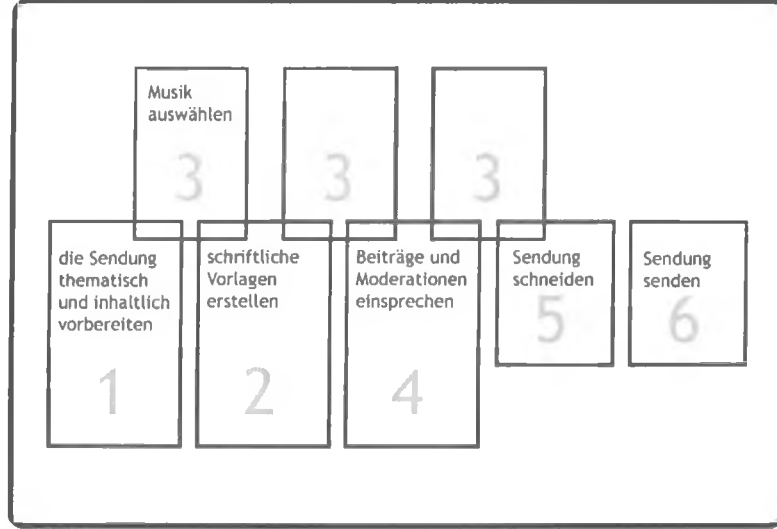 Musik
auswählen
3
3
3
die Sendung
thematisch
und inhaltlich
vorbereiten
1
schriftliche
Vorlagen
erstellen
2
Beiträge und
Moderationen
einsprechen
4
Sendung
schneiden
5
Sendung
senden
6